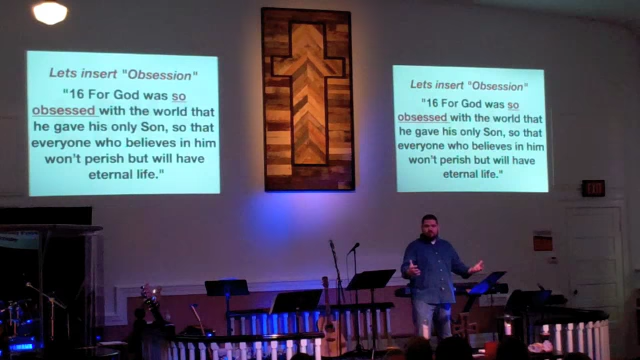 Lets insert "Obsession"
"16 For God was so
obsessed with the world that
he gave his only Son, so that
everyone who believes in him
won't perish but will have
eternal life."
Lets insert "Obsession"
"16 For God was so
obsessed with the world that
he gave his only Son, so that
everyone who believes in him
won't perish but will have
eternal life."
EXIT